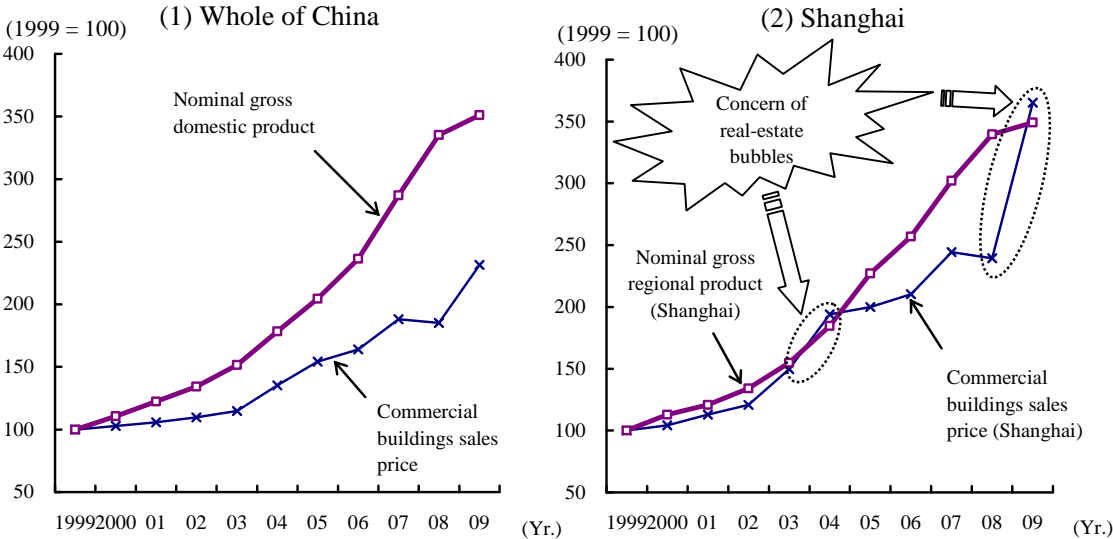 (1) Whole of China
(1999 = 100)
400
350
300
250
200
150
100
50
Nominal gross
domestic product
Commercial
buildings sales
price
19992000 01 02 03 04 05 06 07 08 09
(Yr.)
(2) Shanghai
(1999 = 100)
400
350
300
250
200
150
100
50
Concern of
real-estate
bubbles
Nominal gross
regional product
(Shanghai)
Commercial
buildings sales
price (Shanghai)
19992000 01 02 03 04 05 06 07 08 09
(Yr.)